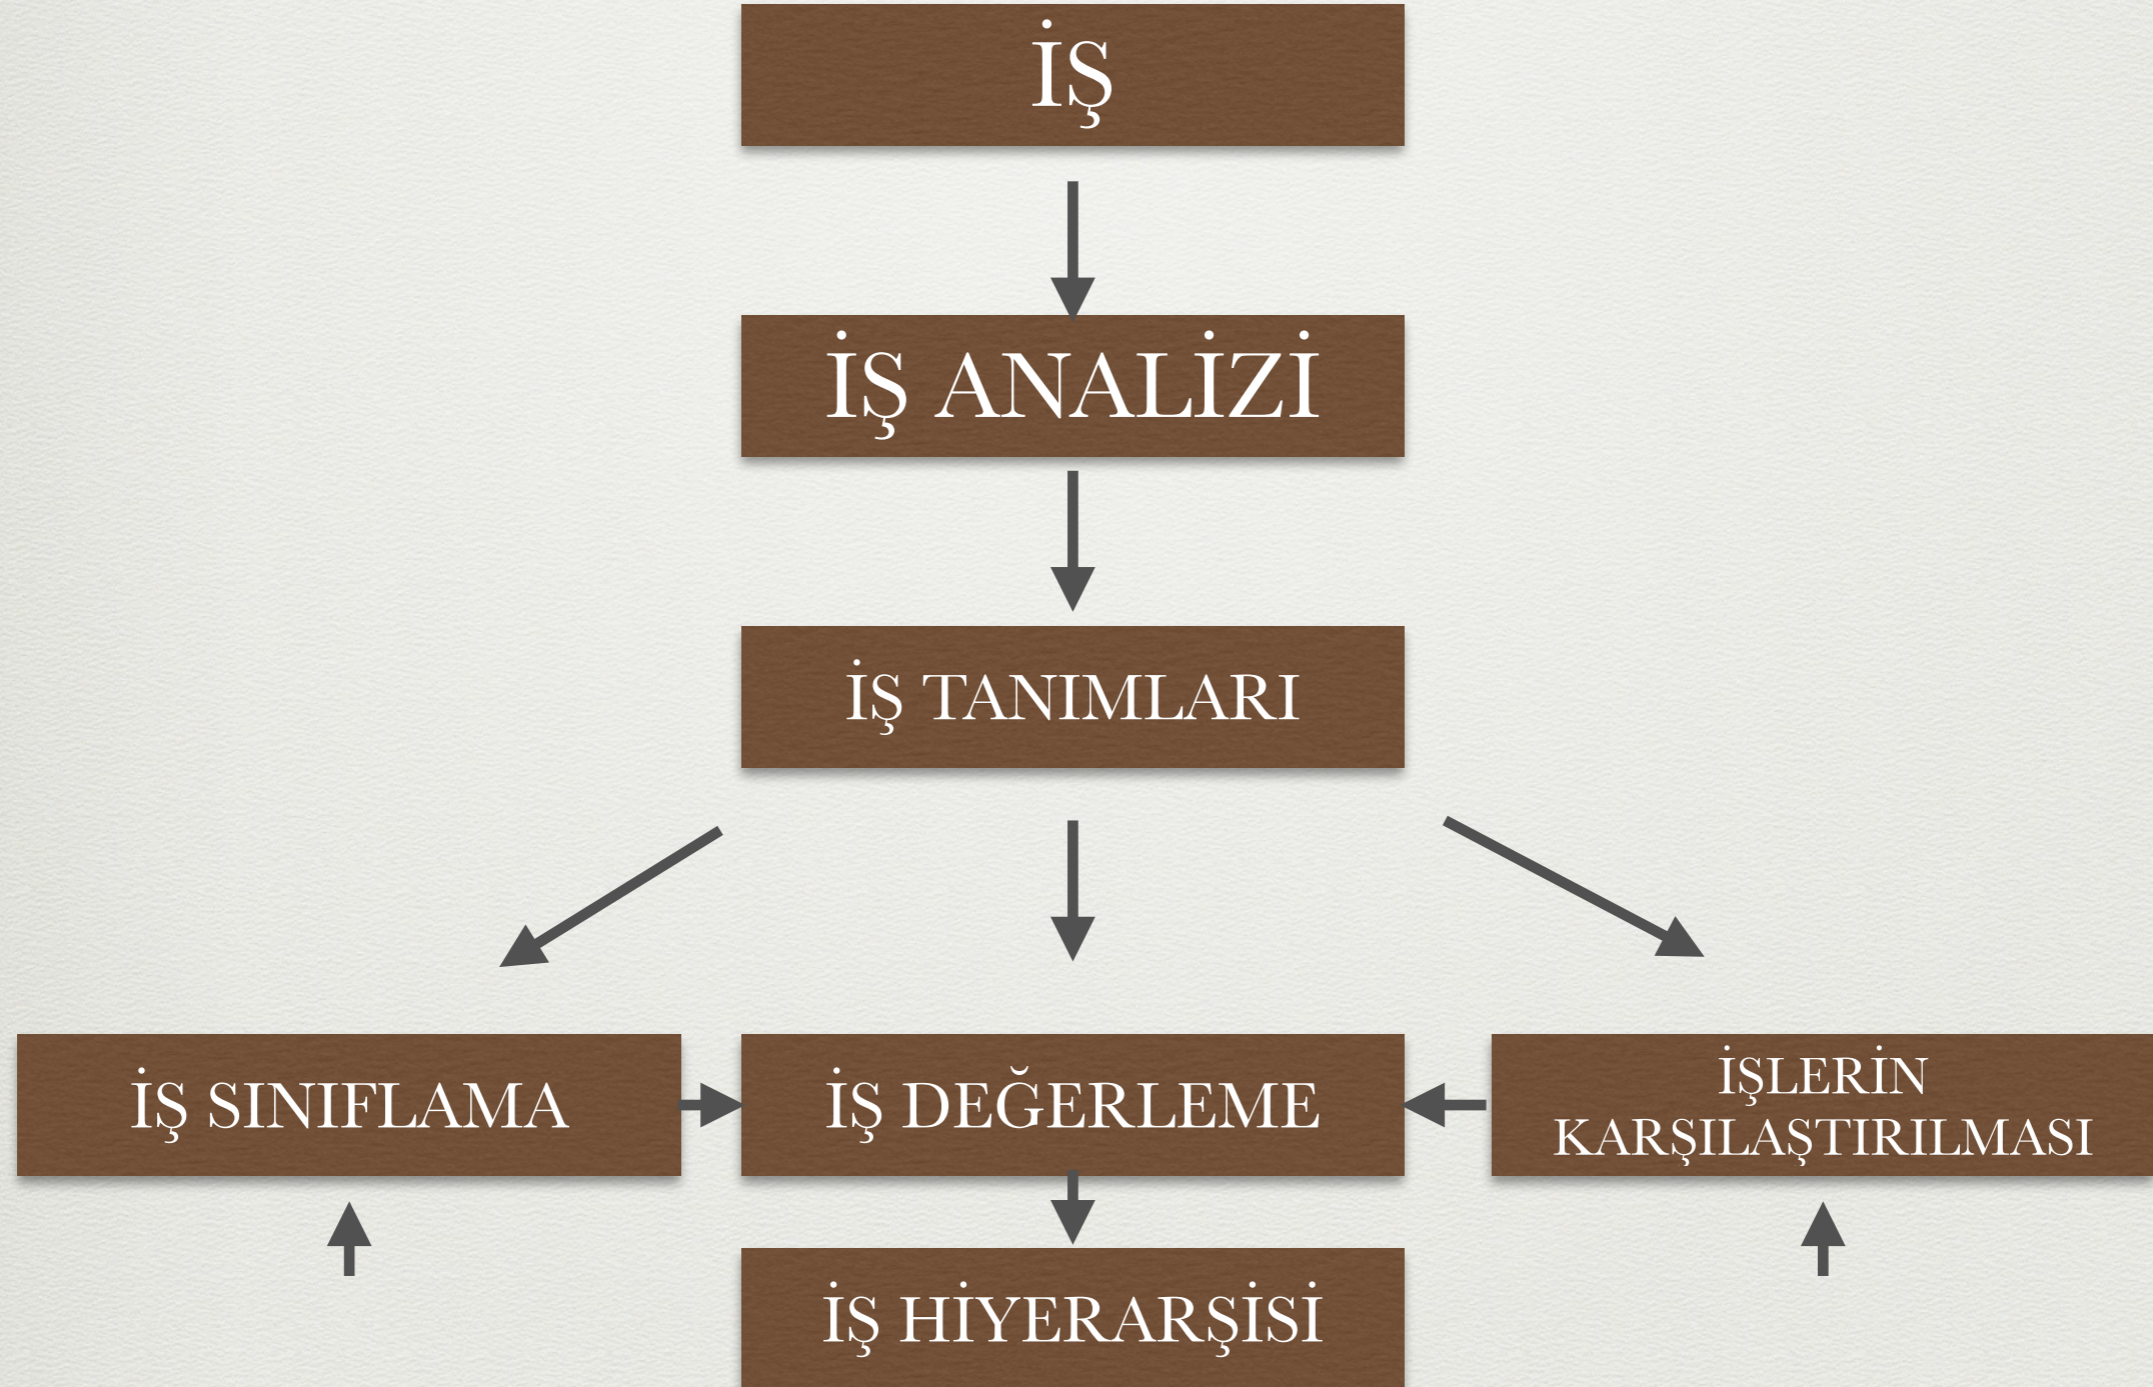 İŞ
İŞ ANALİZİ
İŞ TANIMLARI
İŞ SINIFLAMA
İŞ DEĞERLEME
İŞLERİN
KARŞILAŞTIRILMASI
İŞ HİYERARŞİSİ